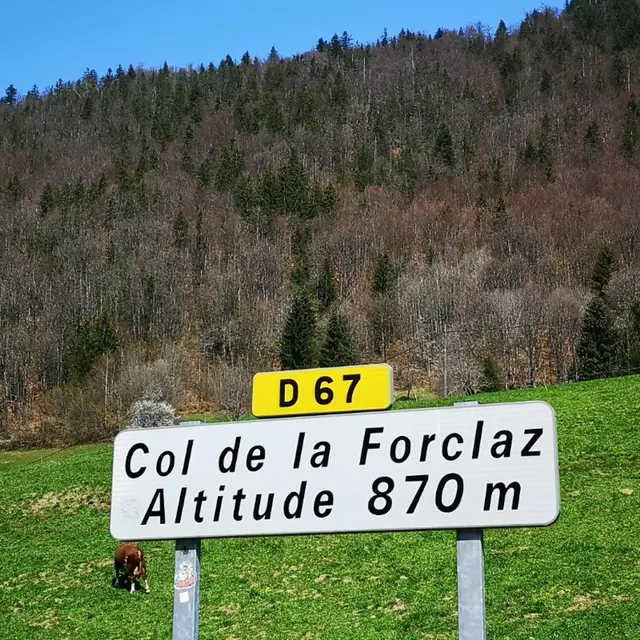 D 67
Col de la Forclaz
Altitude 870 m